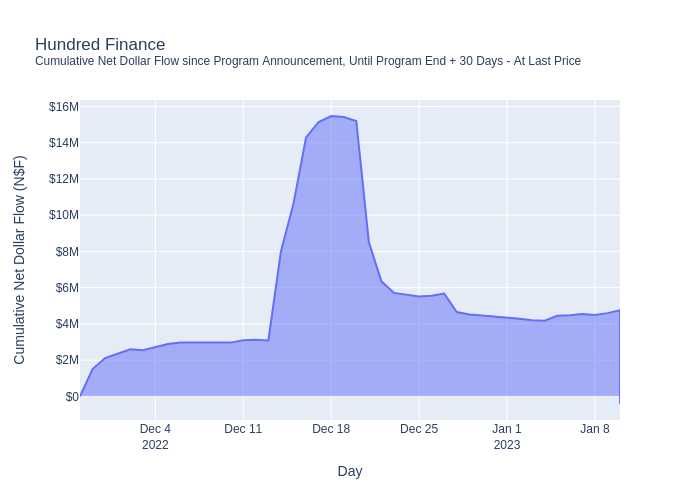 Hundred Finance
Cumulative Net Dollar Flow since Program Announcement, Until Program End + 30 Days - At Last Price
Cumulative Net Dollar Flow (N$F)
$16M
$14M
$12M
$10M
$8M
$6M
$4M
$2M
$0
Dec 4
2022
Dec 11
Dec 18
Dec 25
Jan 1
2023
Jan 8
Day